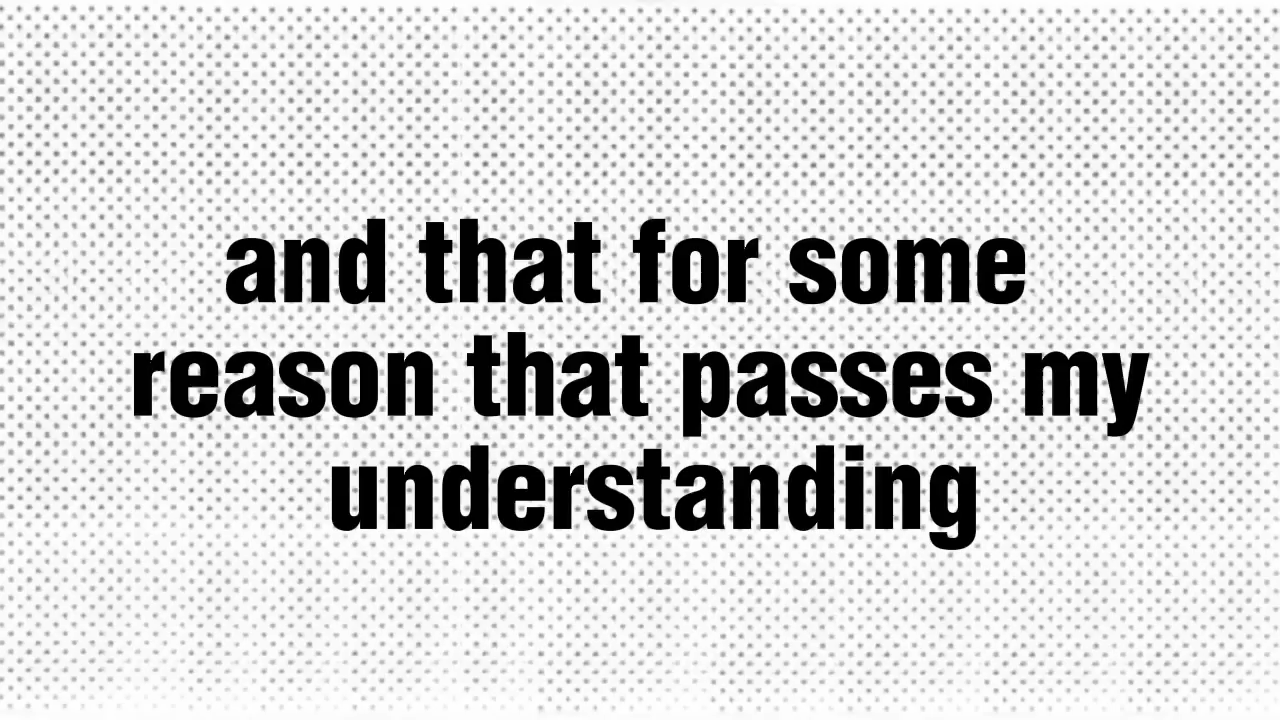 and that for some
reason that passes my
understanding